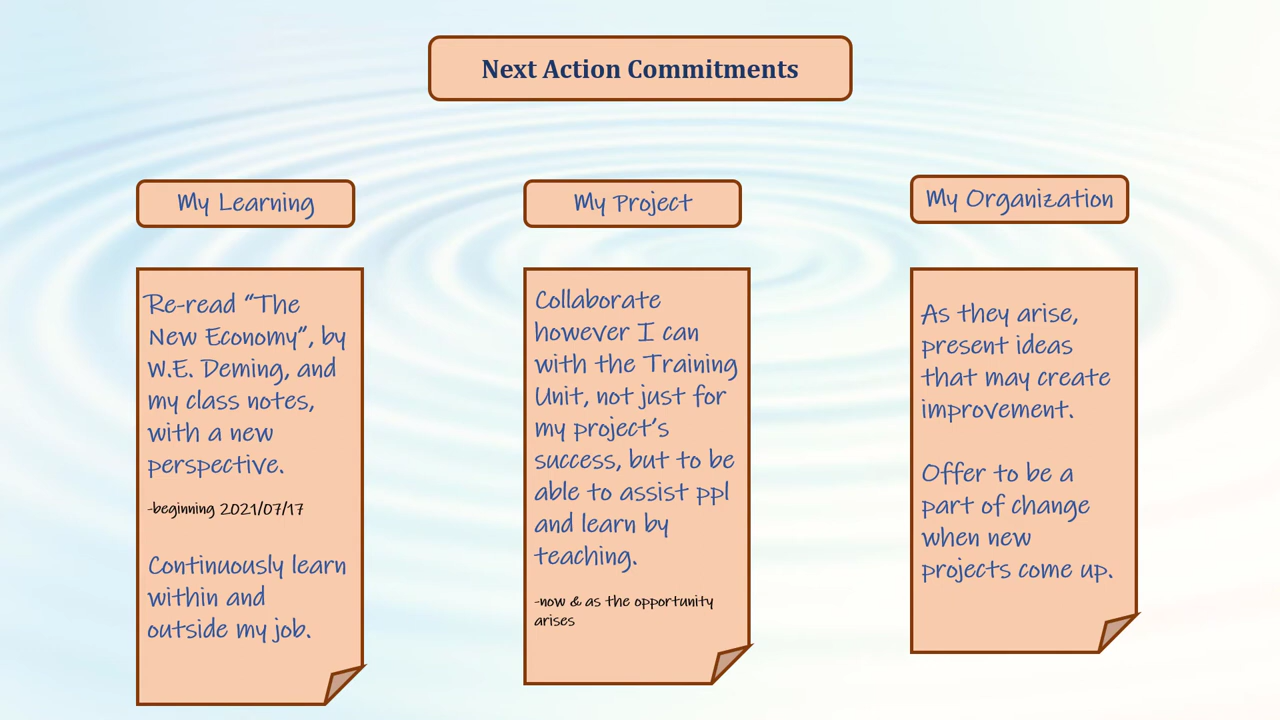 Next Action Commitments
My Learning
Re-read “The
New Economy”, by
W.E. Deming, and
my class notes,
with a new
perspective.
-beginning 2021/07/17
Continuously learn
within and
outside my job.
My Project
Collaborate
however I can
with the Training
Unit, not just for
my project’s
success, but to be
able to assist ppl
and learn by
teaching.
-now & as the opportunity
arises
My Organization
As they arise,
present ideas
that may create
improvement.
Offer to be a
part of change
when new
projects come up.